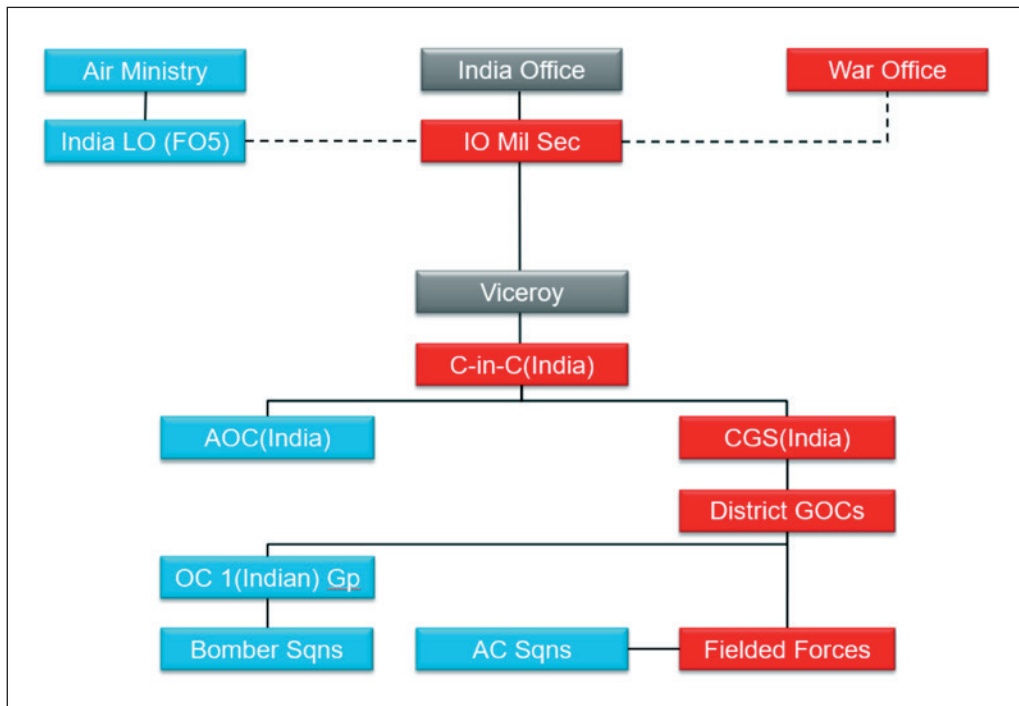 Air Ministry
India Office
War Office
India LO (FO5)
IO Mil Sec
Viceroy
C-in-C(India)
AOC(India)
CGS(India)
District GOCs
OC 1(Indian) Gp
Bomber Sqns
AC Sqns
Fielded Forces